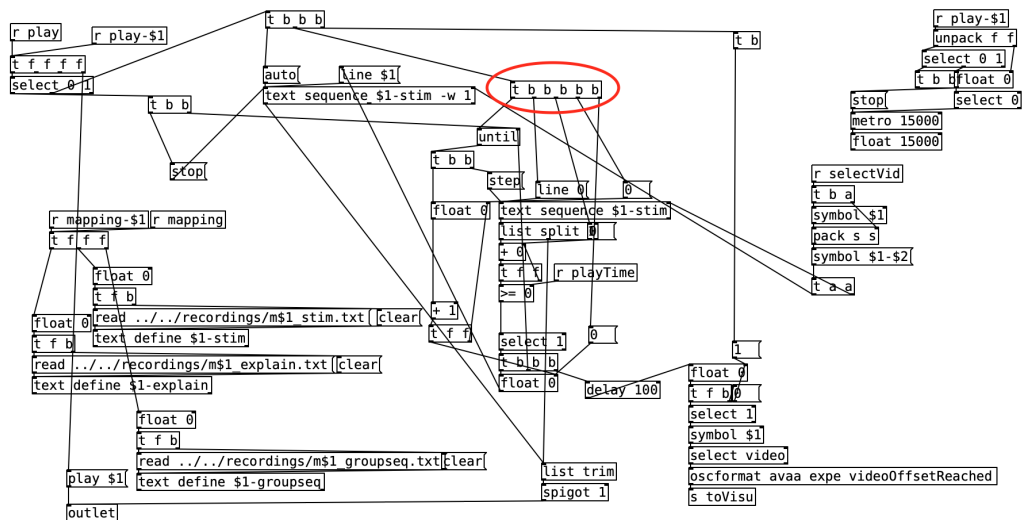 t b b b
r play
r play-$1
t f f f f
select 0 1
auto
line $1
text sequence $1-stim -w 1
t b b
t b b b b b
t b
r play-$1
unpack f f
select 0 1
t b b
float 0
stop
select 0
metro 15000
float 15000
until
t b b
stop
step
line 0
0
float 0
text sequence $1-stim
list split
+ 0
t f f
r playTime
>= 0
r selectVid
t b a
symbol $1
pack s s
symbol $1-$2
t a a
r mapping-$1
r mapping
t f f f
float 0
t f b
read ../../recordings/m$1_stim.txt
clear
text define $1-stim
float 0
t f b
read ../../recordings/m$1_explain.txt
clear
text define $1-explain
+ 1
t f f
select 1
0
t b b b
float 0
delay 100
1
float 0
t f b
0
select 1
symbol $1
select video
oscformat avaa expe videoOffsetReached
s toVisu
float 0
t f b
read ../../recordings/m$1_groupseq.txt
clear
text define $1-groupseq
play $1
outlet
list trim
spigot 1